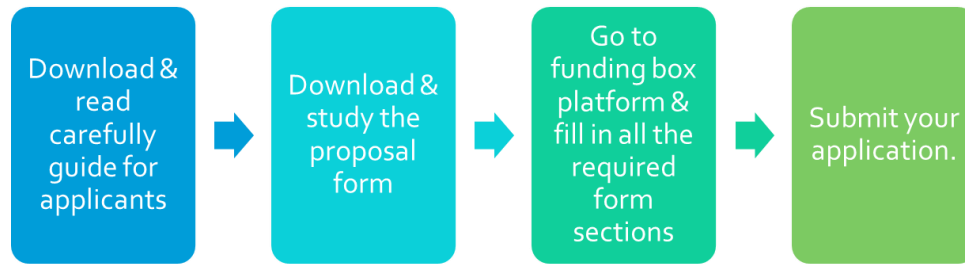 Download &
read
carefully
guide for
applicants
Download &
study the
proposal
form
Go to
funding box
platform &
fill in all the
required
form
sections
Submit your
application.